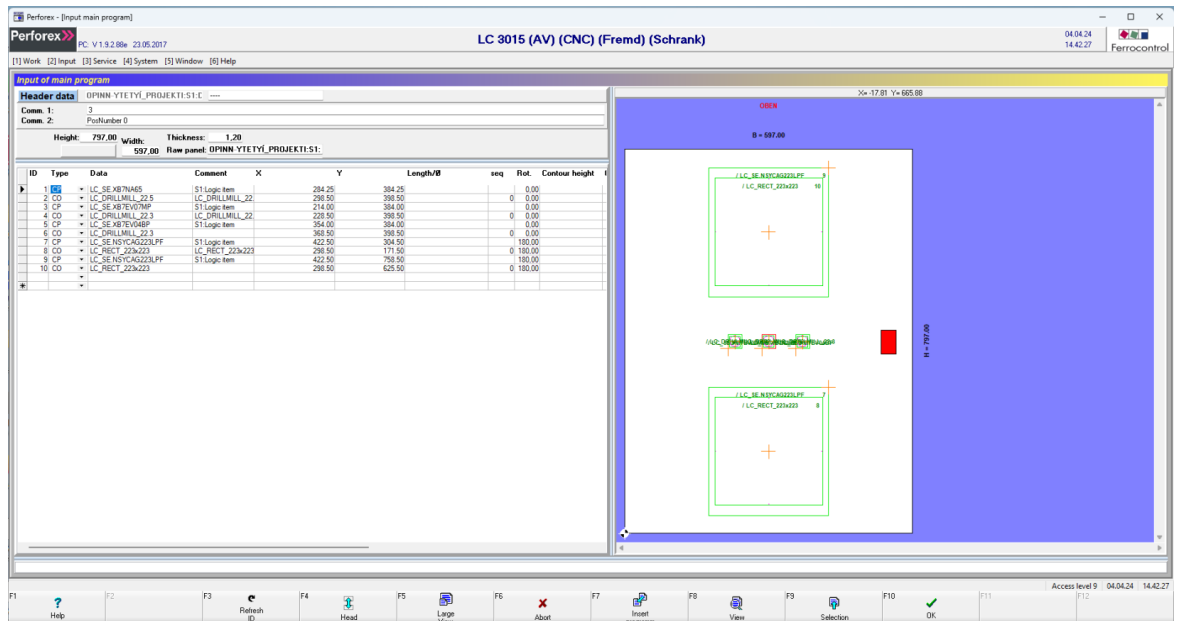 Perforex - [Input main program]
Perforex
PC: V 1.9.2.88e 23.05.2017
LC 3015 (AV) (CNC) (Fremd) (Schrank)
04.04.24
14.42.27
Ferrocontrol
[1] Work [2] Input [3] Service [4] System [5] Window [6] Help
Input of main program
Header data OPINN-YTETYÍ_PROJEKTI:S1:C ----
Comm. 1: 3
Comm. 2: PosNumber 0
Height: 797,00 Width: 597,00 Thickness: 1,20
Raw panel: OPINN-YTETYÍ_PROJEKTI:S1:
ID Type Data Comment X Y Length/Ø seq Rot. Contour height
1 CP LC_SE.XB7NA65 S1:Logic item 284.25 384.25 0,00
2 CO LC_DRILLMILL_22.5 LC_DRILLMILL_22. 298.50 398.50 0 0,00
3 CP LC_SE.XB7EV07MP S1:Logic item 214.00 384.00 0,00
4 CO LC_DRILLMILL_22.3 LC_DRILLMILL_22. 228.50 398.50 0 0,00
5 CP LC_SE.XB7EV04BP S1:Logic item 354.00 384.00 0,00
6 CO LC_DRILLMILL_22.3 368.50 398.50 0 0,00
7 CP LC_SE.NSYCAG223LPF S1:Logic item 422.50 304.50 180,00
8 CO LC_RECT_223x223 LC_RECT_223x223 298.50 171.50 0 180,00
9 CP LC_SE.NSYCAG223LPF S1:Logic item 422.50 758.50 180,00
10 CO LC_RECT_223x223 298.50 625.50 0 180,00
X= -17.81 Y= 665.88
OBEN
B = 597.00
/ LC_SE.NSYCAG223LPF 9
/ LC_RECT_223x223 10
H = 797.00
/ LC_SE.NSYCAG223LPF 7
/ LC_RECT_223x223 8
Access level 9 04.04.24 14.42.27
F1 Help
F2
F3 Refresh ID
F4 Head
F5 Large
F6 Abort
F7 Insert
F8 View
F9 Selection
F10 OK
F11
F12